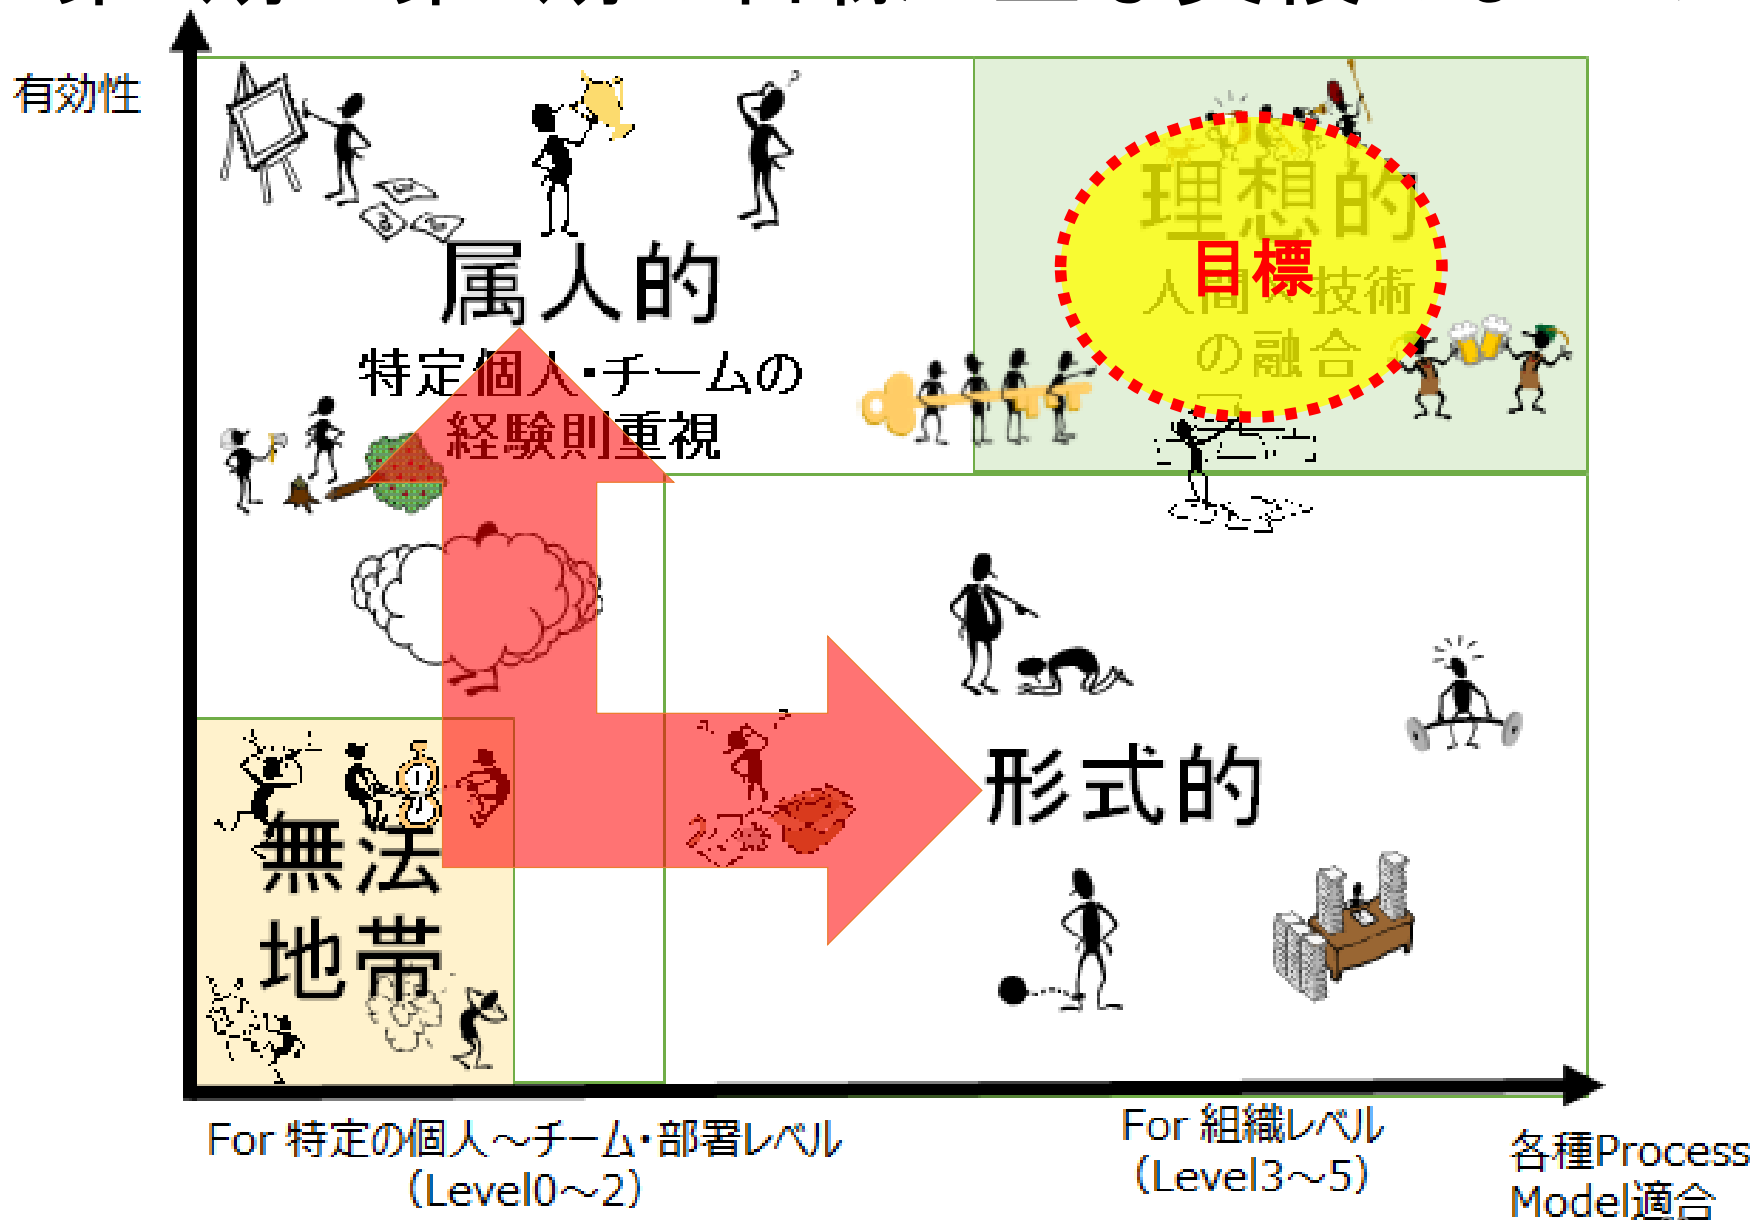 有効性
属人的
特定個人・チームの
経験則重視
理想的
目標
人間×技術
の融合
形式的
無法
地帯
For 特定の個人～チーム・部署レベル
（Level0～2）
For 組織レベル
（Level3～5）
各種Process
Model適合